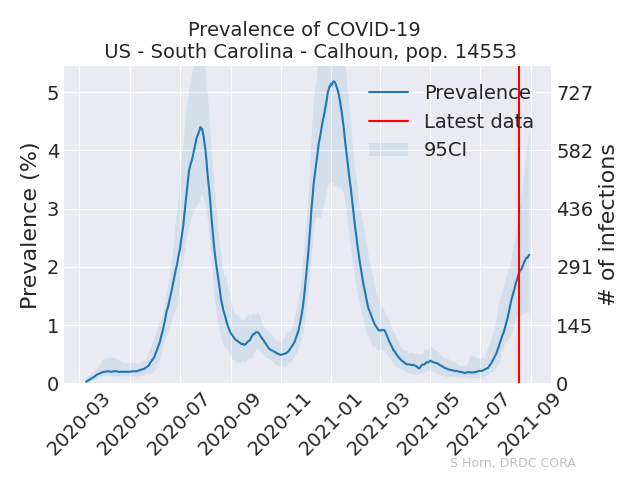 Prevalence of COVID-19
US - South Carolina - Calhoun, pop. 14553
Prevalence
Latest data
95CI
Prevalence (%)
5
4
3
2
1
0
727
582
436
291
145
0
# of infections
2020-03
2020-05
2020-07
2020-09
2020-11
2021-01
2021-03
2021-05
2021-07
2021-09
S Horn, DRDC CORA